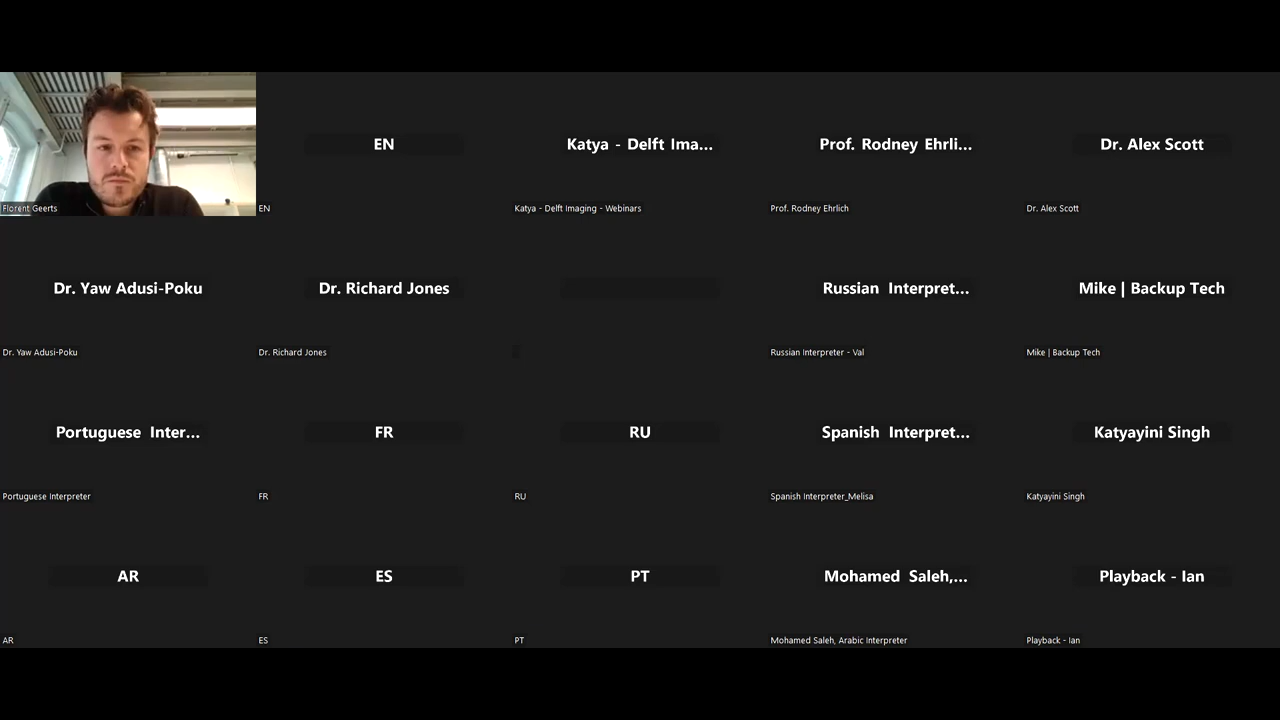 EN
Katya - Delft Ima...
Prof. Rodney Ehrli...
Dr. Alex Scott
Florent Geerts
EN
Katya - Delft Imaging - Webinars
Prof. Rodney Ehrlich
Dr. Alex Scott
Dr. Yaw Adusi-Poku
Dr. Richard Jones
Russian Interpret...
Mike | Backup Tech
Dr. Yaw Adusi-Poku
Dr. Richard Jones
Russian Interpreter - Val
Mike | Backup Tech
Portuguese Inter...
FR
RU
Spanish Interpret...
Katyayini Singh
Portuguese Interpreter
FR
RU
Spanish Interpreter_Melisa
Katyayini Singh
AR
ES
PT
Mohamed Saleh,...
Playback - Ian
AR
ES
PT
Mohamed Saleh, Arabic Interpreter
Playback - Ian